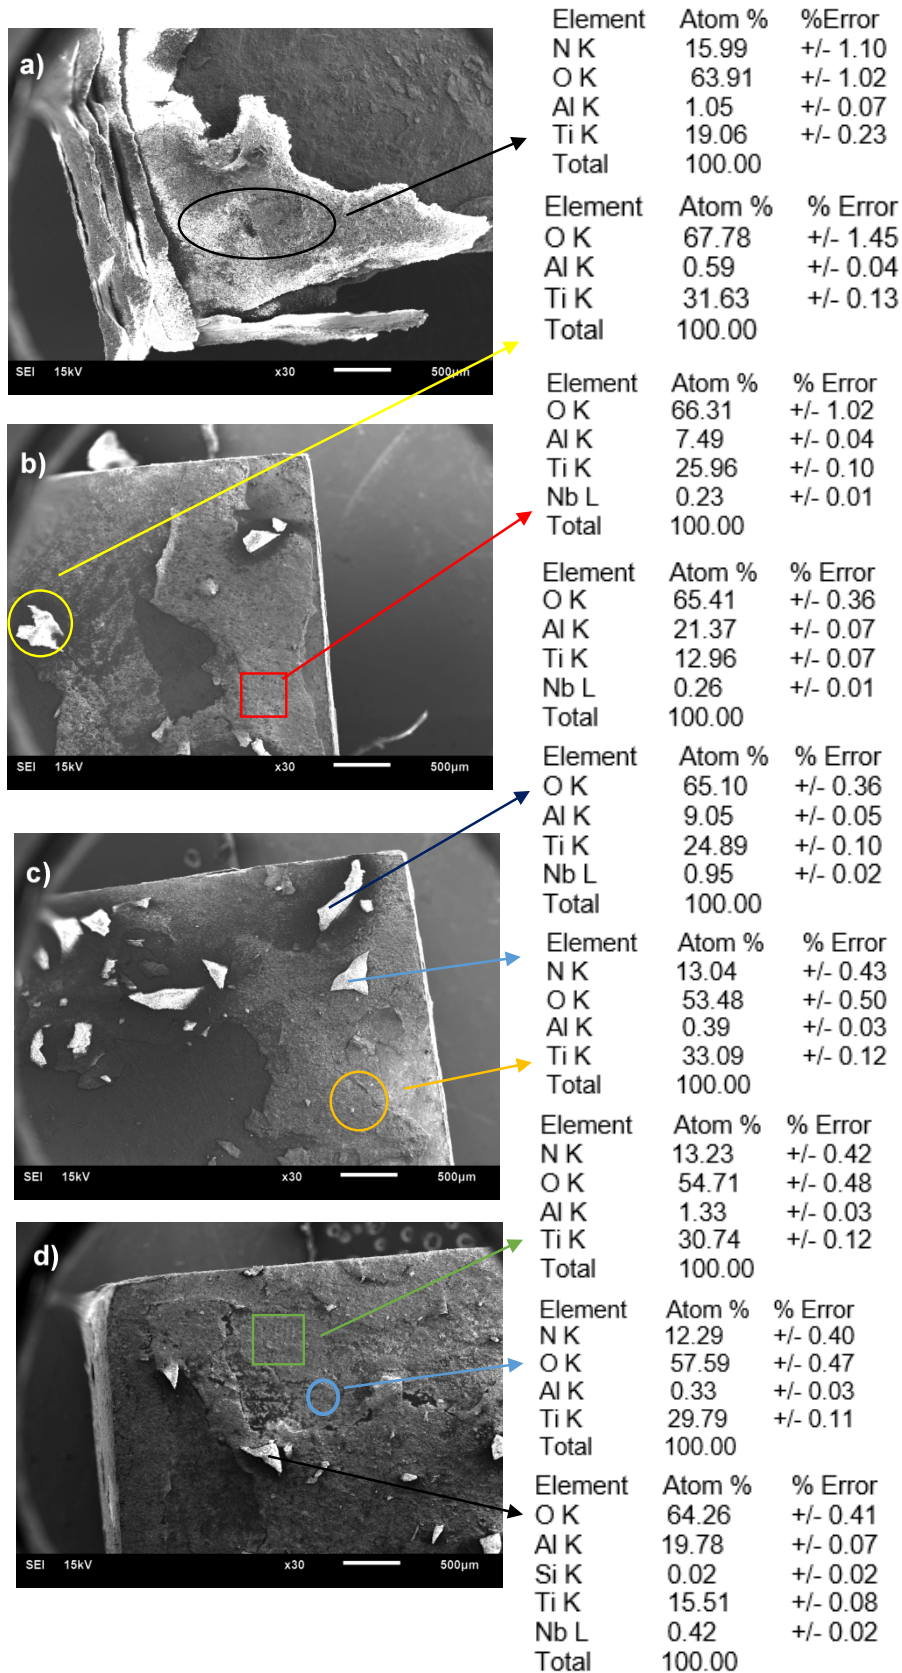 a)
SEI 15kV x30 500µm
b)
SEI 15kV x30 500µm
c)
SEI 15kV x30 500µm
d)
SEI 15kV x30 500µm
Element Atom % %Error
N K 15.99 +/- 1.10
O K 63.91 +/- 1.02
Al K 1.05 +/- 0.07
Ti K 19.06 +/- 0.23
Total 100.00
Element Atom % % Error
O K 67.78 +/- 1.45
Al K 0.59 +/- 0.04
Ti K 31.63 +/- 0.13
Total 100.00
Element Atom % % Error
O K 66.31 +/- 1.02
Al K 7.49 +/- 0.04
Ti K 25.96 +/- 0.10
Nb L 0.23 +/- 0.01
Total 100.00
Element Atom % % Error
O K 65.41 +/- 0.36
Al K 21.37 +/- 0.07
Ti K 12.96 +/- 0.07
Nb L 0.26 +/- 0.01
Total 100.00
Element Atom % % Error
O K 65.10 +/- 0.36
Al K 9.05 +/- 0.05
Ti K 24.89 +/- 0.10
Nb L 0.95 +/- 0.02
Total 100.00
Element Atom % % Error
N K 13.04 +/- 0.43
O K 53.48 +/- 0.50
Al K 0.39 +/- 0.03
Ti K 33.09 +/- 0.12
Total 100.00
Element Atom % % Error
N K 13.23 +/- 0.42
O K 54.71 +/- 0.48
Al K 1.33 +/- 0.03
Ti K 30.74 +/- 0.12
Total 100.00
Element Atom % % Error
N K 12.29 +/- 0.40
O K 57.59 +/- 0.47
Al K 0.33 +/- 0.03
Ti K 29.79 +/- 0.11
Total 100.00
Element Atom % % Error
O K 64.26 +/- 0.41
Al K 19.78 +/- 0.07
Si K 0.02 +/- 0.02
Ti K 15.51 +/- 0.08
Nb L 0.42 +/- 0.02
Total 100.00